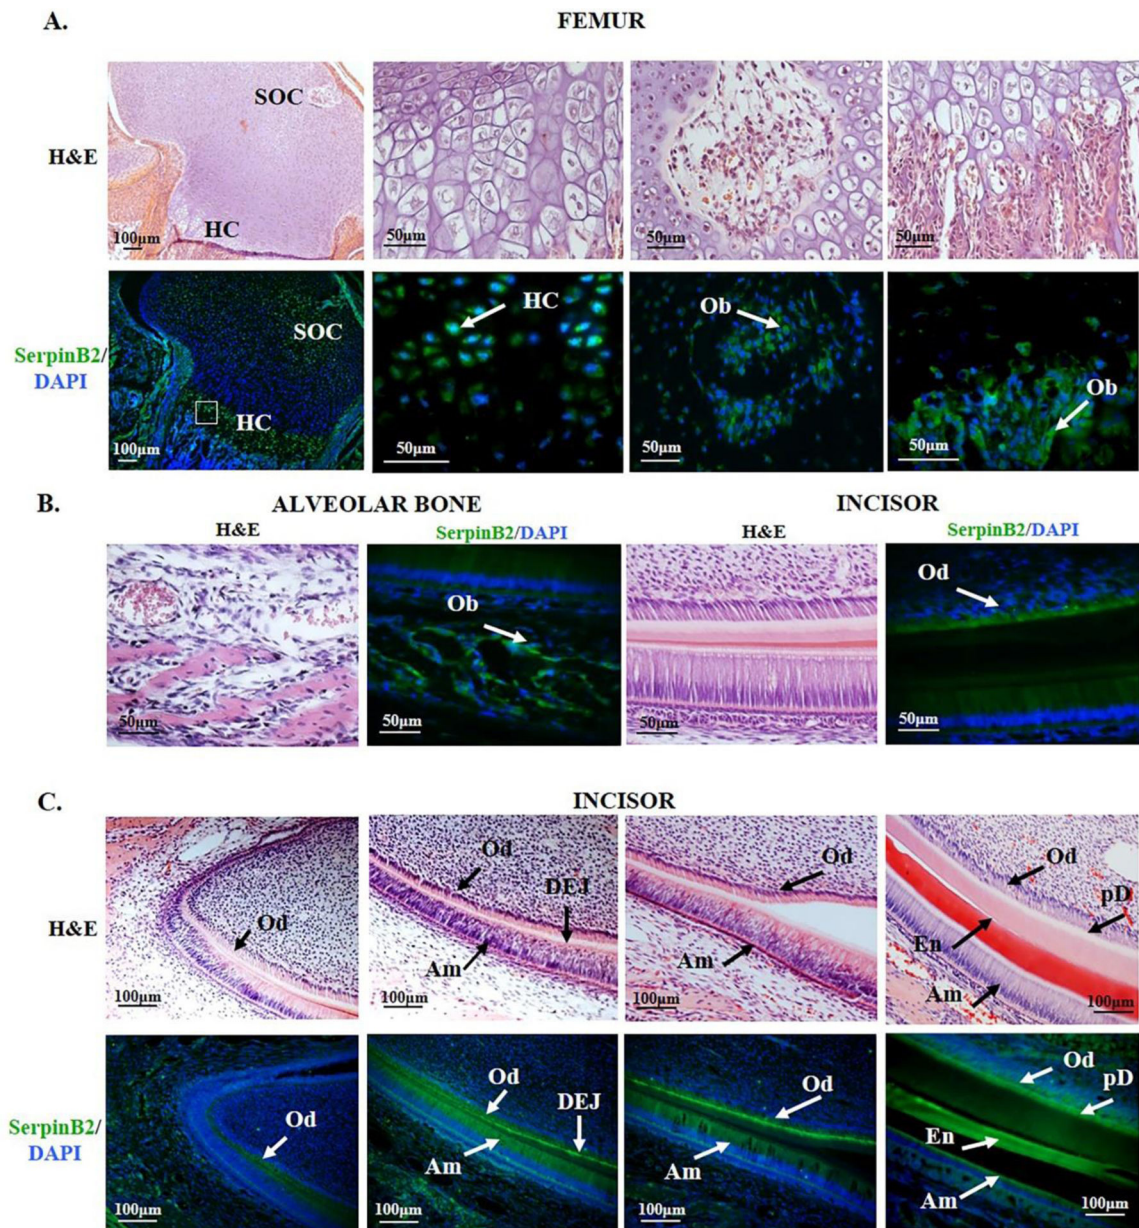 A.
FEMUR
H&E
SOC
HC
100µm
50µm
50µm
50µm
SerpinB2/
DAPI
SOC
HC
100µm
HC
50µm
Ob
50µm
Ob
50µm
B.
ALVEOLAR BONE
INCISOR
H&E
SerpinB2/DAPI
H&E
SerpinB2/DAPI
50µm
Ob
50µm
50µm
Od
50µm
C.
INCISOR
H&E
Od
100µm
Od
DEJ
Am
100µm
Od
Am
100µm
Od
pD
En
Am
100µm
SerpinB2/
DAPI
Od
100µm
Od
DEJ
Am
100µm
Od
Am
100µm
Od
pD
En
Am
100µm